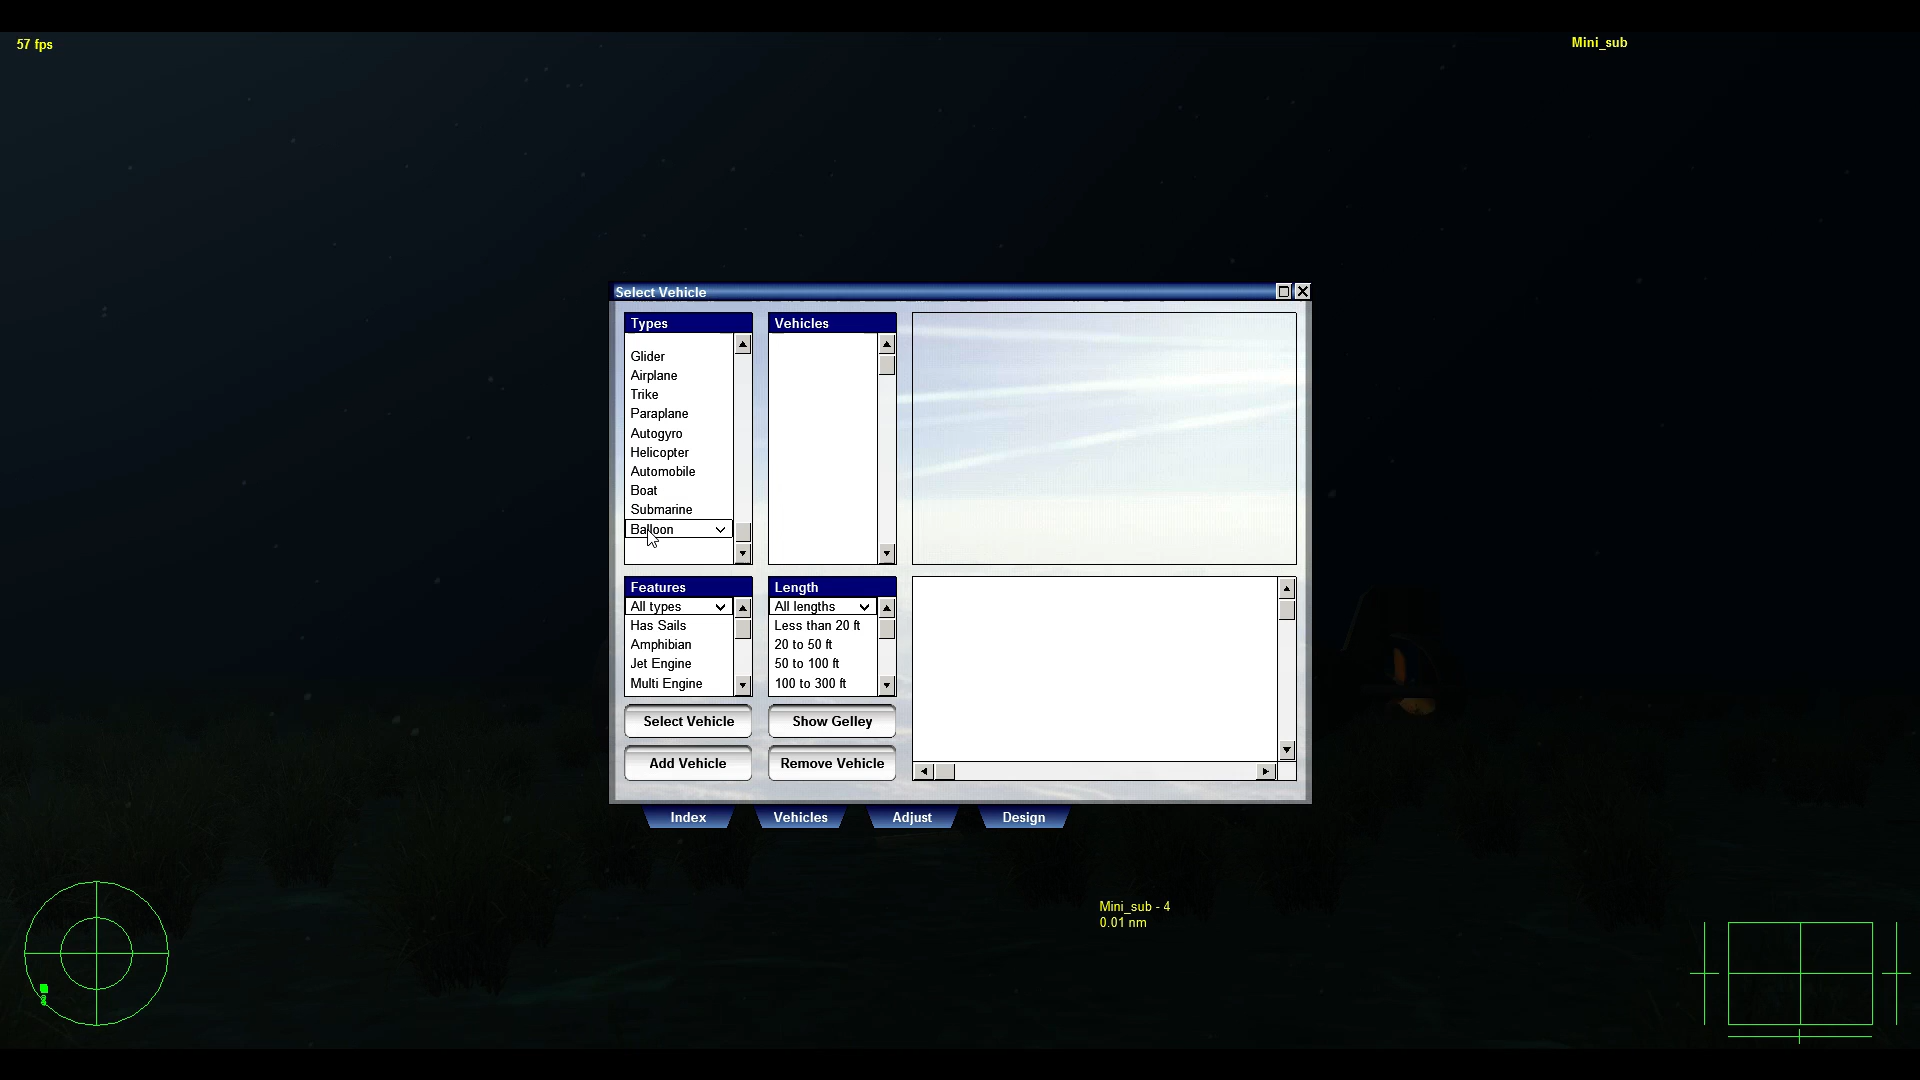 57 fps
Mini_sub
Select Vehicle
Types
Glider
Airplane
Trike
Paraplane
Autogyro
Helicopter
Automobile
Boat
Submarine
Balloon
Vehicles
Features
All types
Has Sails
Amphibian
Jet Engine
Multi Engine
Length
All lengths
Less than 20 ft
20 to 50 ft
50 to 100 ft
100 to 300 ft
Select Vehicle
Show Gelley
Add Vehicle
Remove Vehicle
Index
Vehicles
Adjust
Design
Mini_sub - 4
0.01 nm